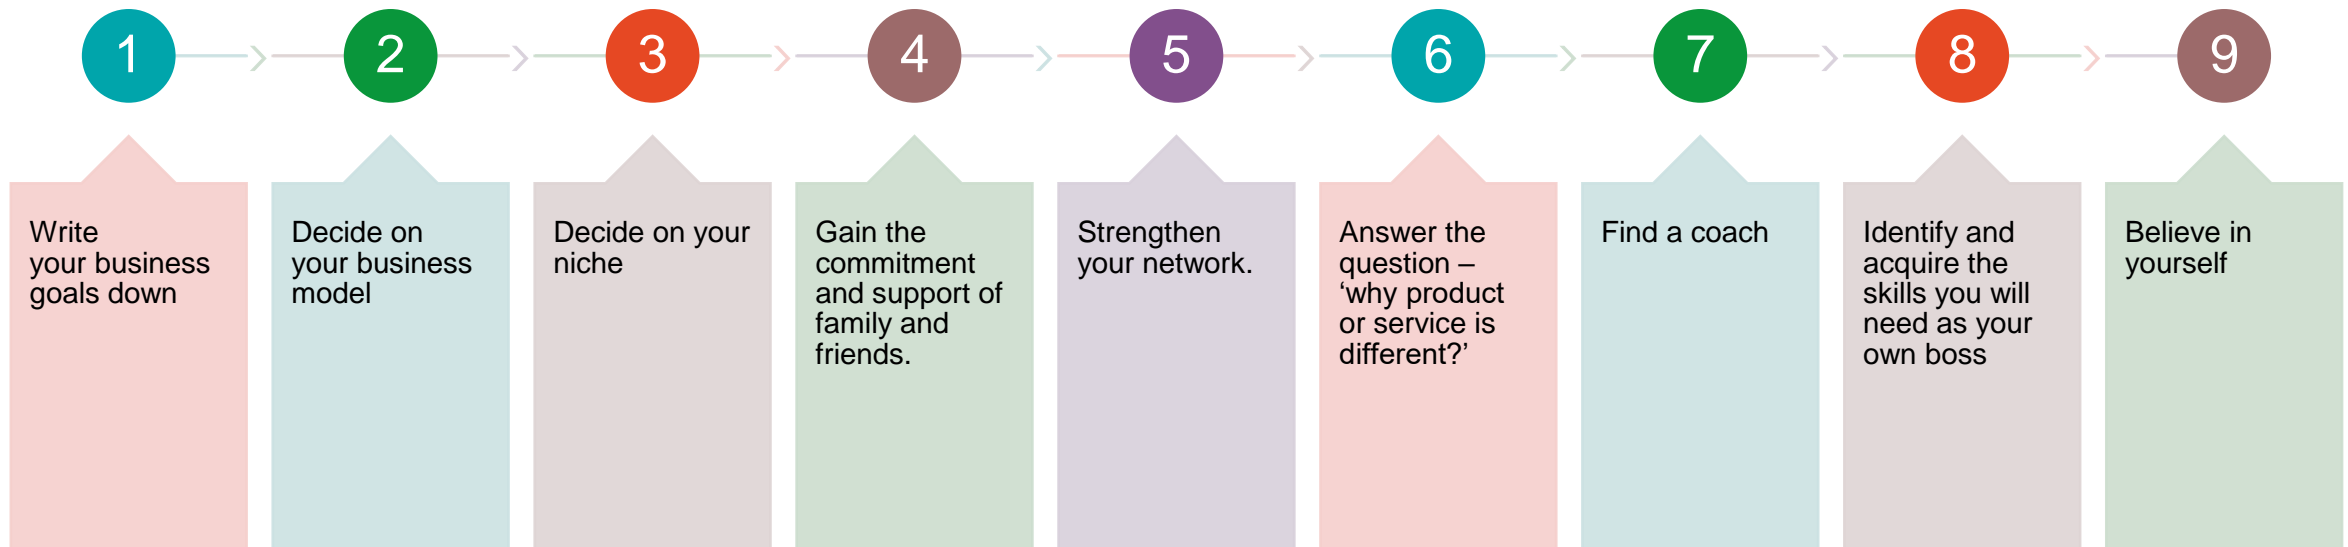 1
2
3
4
5
6
7
8
9
Write
your business
goals down
Decide on
your business
model
Decide on your
niche
Gain the
commitment
and support of
family and
friends.
Strengthen
your network.
Answer the
question –
‘why product
or service is
different?’
Find a coach
Identify and
acquire the
skills you will
need as your
own boss
Believe in
yourself